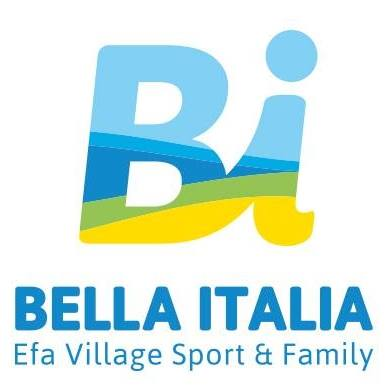 Bi
BELLA ITALIA
Efa Village Sport & Family